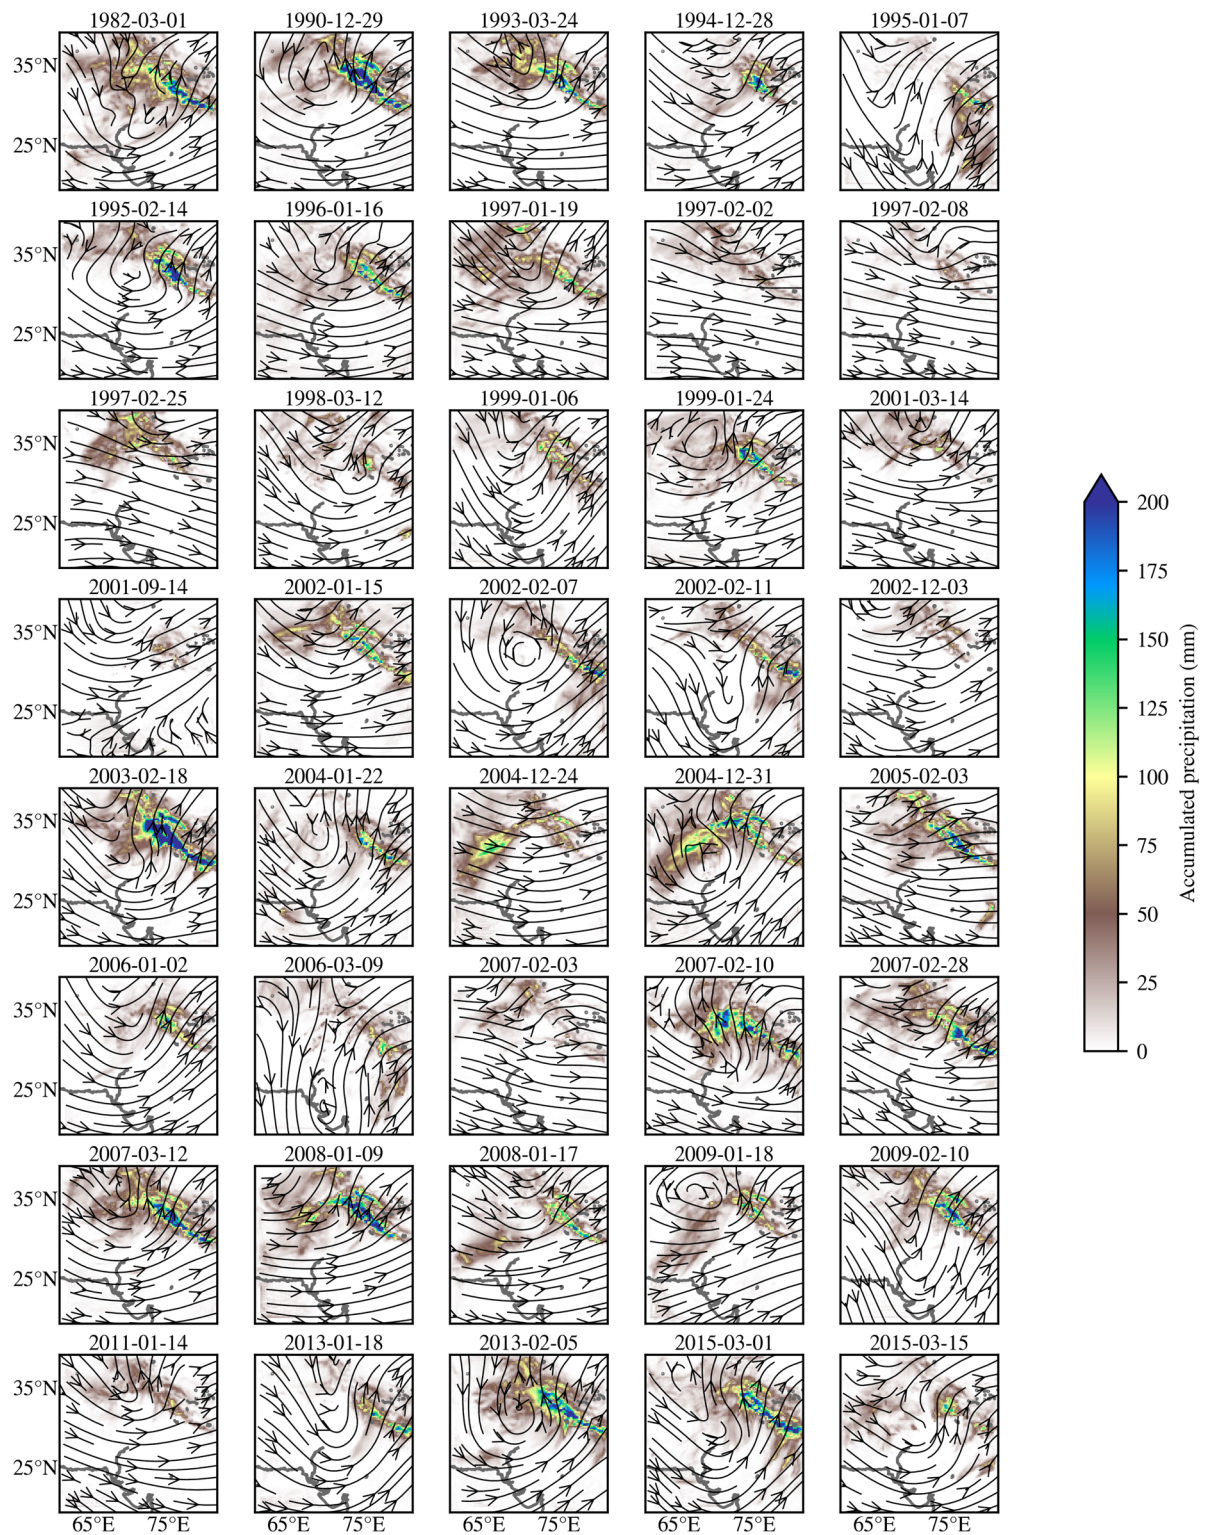 1982-03-01 1990-12-29 1993-03-24 1994-12-28 1995-01-07
35°N
25°N
1995-02-14 1996-01-16 1997-01-19 1997-02-02 1997-02-08
35°N
25°N
1997-02-25 1998-03-12 1999-01-06 1999-01-24 2001-03-14
35°N
25°N
2001-09-14 2002-01-15 2002-02-07 2002-02-11 2002-12-03
35°N
25°N
2003-02-18 2004-01-22 2004-12-24 2004-12-31 2005-02-03
35°N
25°N
2006-01-02 2006-03-09 2007-02-03 2007-02-10 2007-02-28
35°N
25°N
2007-03-12 2008-01-09 2008-01-17 2009-01-18 2009-02-10
35°N
25°N
2011-01-14 2013-01-18 2013-02-05 2015-03-01 2015-03-15
35°N
25°N
65°E 75°E 65°E 75°E 65°E 75°E 65°E 75°E 65°E 75°E
200
175
150
125
100
75
50
25
0
Accumulated precipitation (mm)